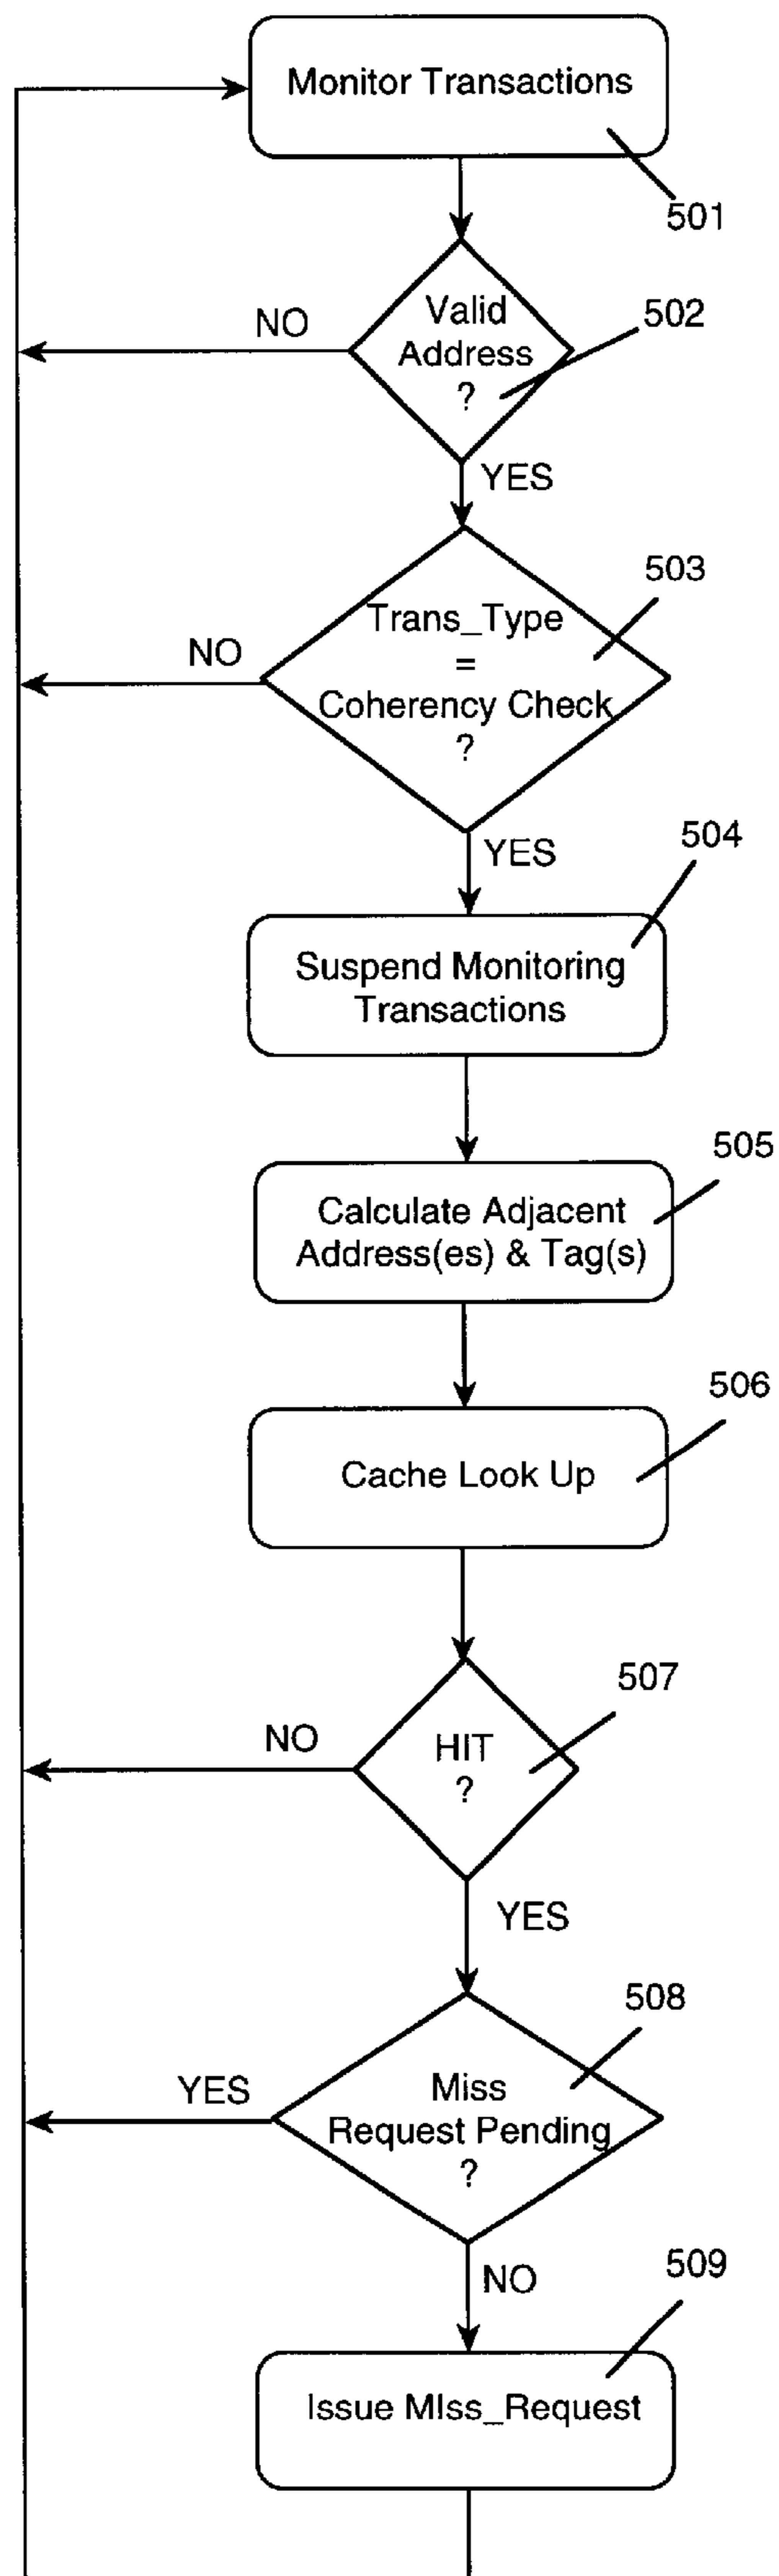 Monitor Transactions
501
Valid
Address
?
502
NO
YES
503
Trans_Type
=
Coherency Check
?
NO
YES
504
Suspend Monitoring
Transactions
505
Calculate Adjacent
Address(es) & Tag(s)
506
Cache Look Up
507
HIT
?
NO
YES
508
Miss
Request Pending
?
YES
NO
509
Issue MIss_Request